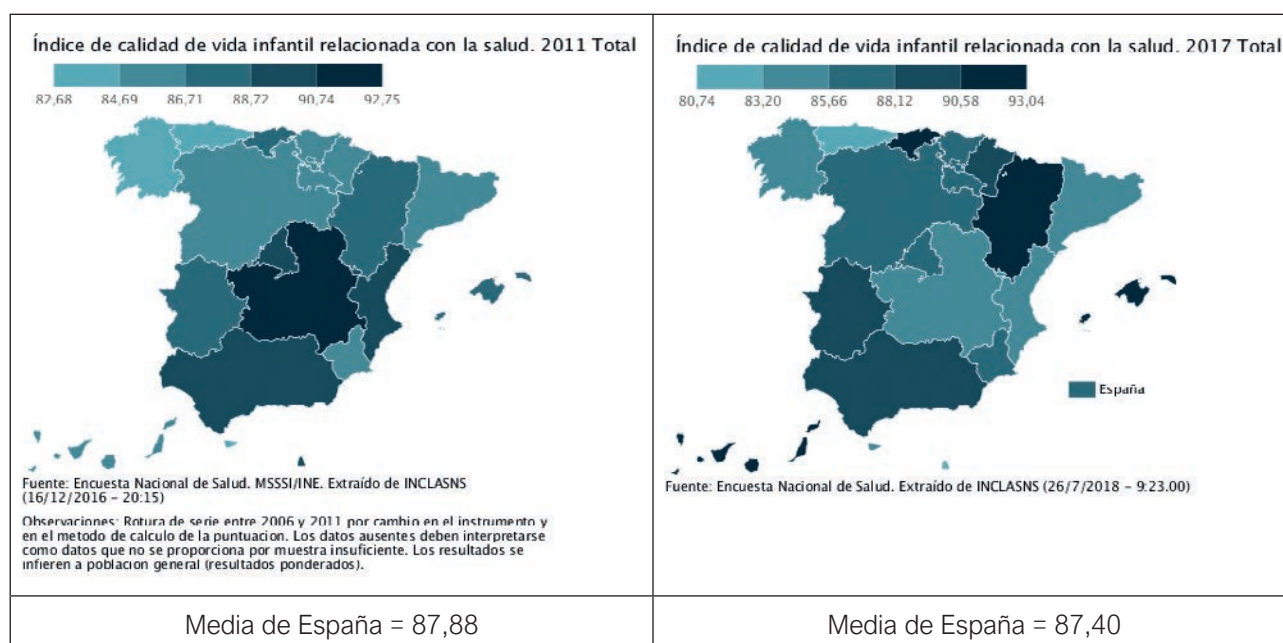 Índice de calidad de vida infantil relacionada con la salud. 2011 Total
82,68 84,69 86,71 88,72 90,74 92,75
Fuente: Encuesta Nacional de Salud. MSSSI/INE. Extraído de INCLASNS
(16/12/2016 – 20:15)
Observaciones: Rotura de serie entre 2006 y 2011 por cambio en el instrumento y
en el metodo de calculo de la puntuacion. Los datos ausentes deben interpretarse
como datos que no se proporciona por muestra insuficiente. Los resultados se
infieren a poblacion general (resultados ponderados).
Media de España = 87,88
Índice de calidad de vida infantil relacionada con la salud. 2017 Total
80,74 83,20 85,66 88,12 90,58 93,04
España
Fuente: Encuesta Nacional de Salud. Extraído de INCLASNS (26/7/2018 – 9:23.00)
Media de España = 87,40